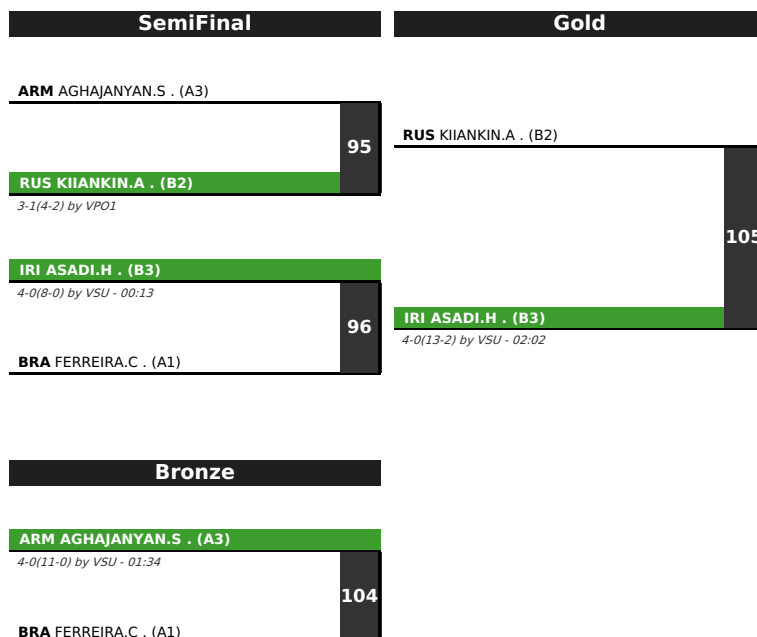 SemiFinal
ARM AGHAJANYAN.S . (A3)
95
RUS KIIANKIN.A . (B2)
3-1(4-2) by VPO1
IRI ASADI.H . (B3)
4-0(8-0) by VSU - 00:13
96
BRA FERREIRA.C . (A1)
Gold
RUS KIIANKIN.A . (B2)
105
IRI ASADI.H . (B3)
4-0(13-2) by VSU - 02:02
Bronze
ARM AGHAJANYAN.S . (A3)
4-0(11-0) by VSU - 01:34
104
BRA FERREIRA.C . (A1)